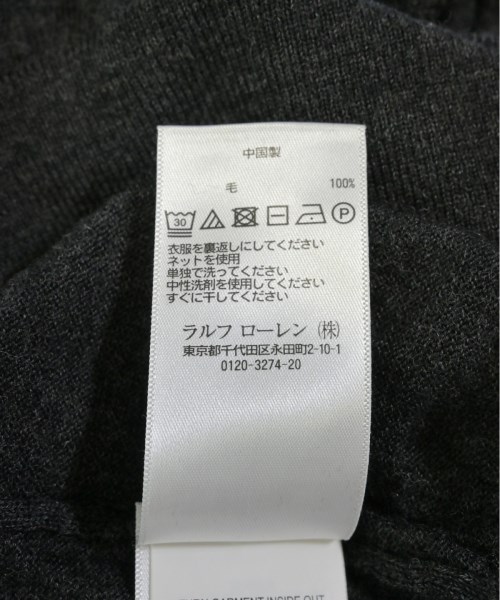 中国製
毛 100%
30 P
衣服を裏返しにしてください
ネットを使用
単独で洗ってください
中性洗剤を使用してください
すぐに干してください
ラルフ ローレン (株)
東京都千代田区永田町2-10-1
0120-3274-20
GARMENT INSIDE OUT